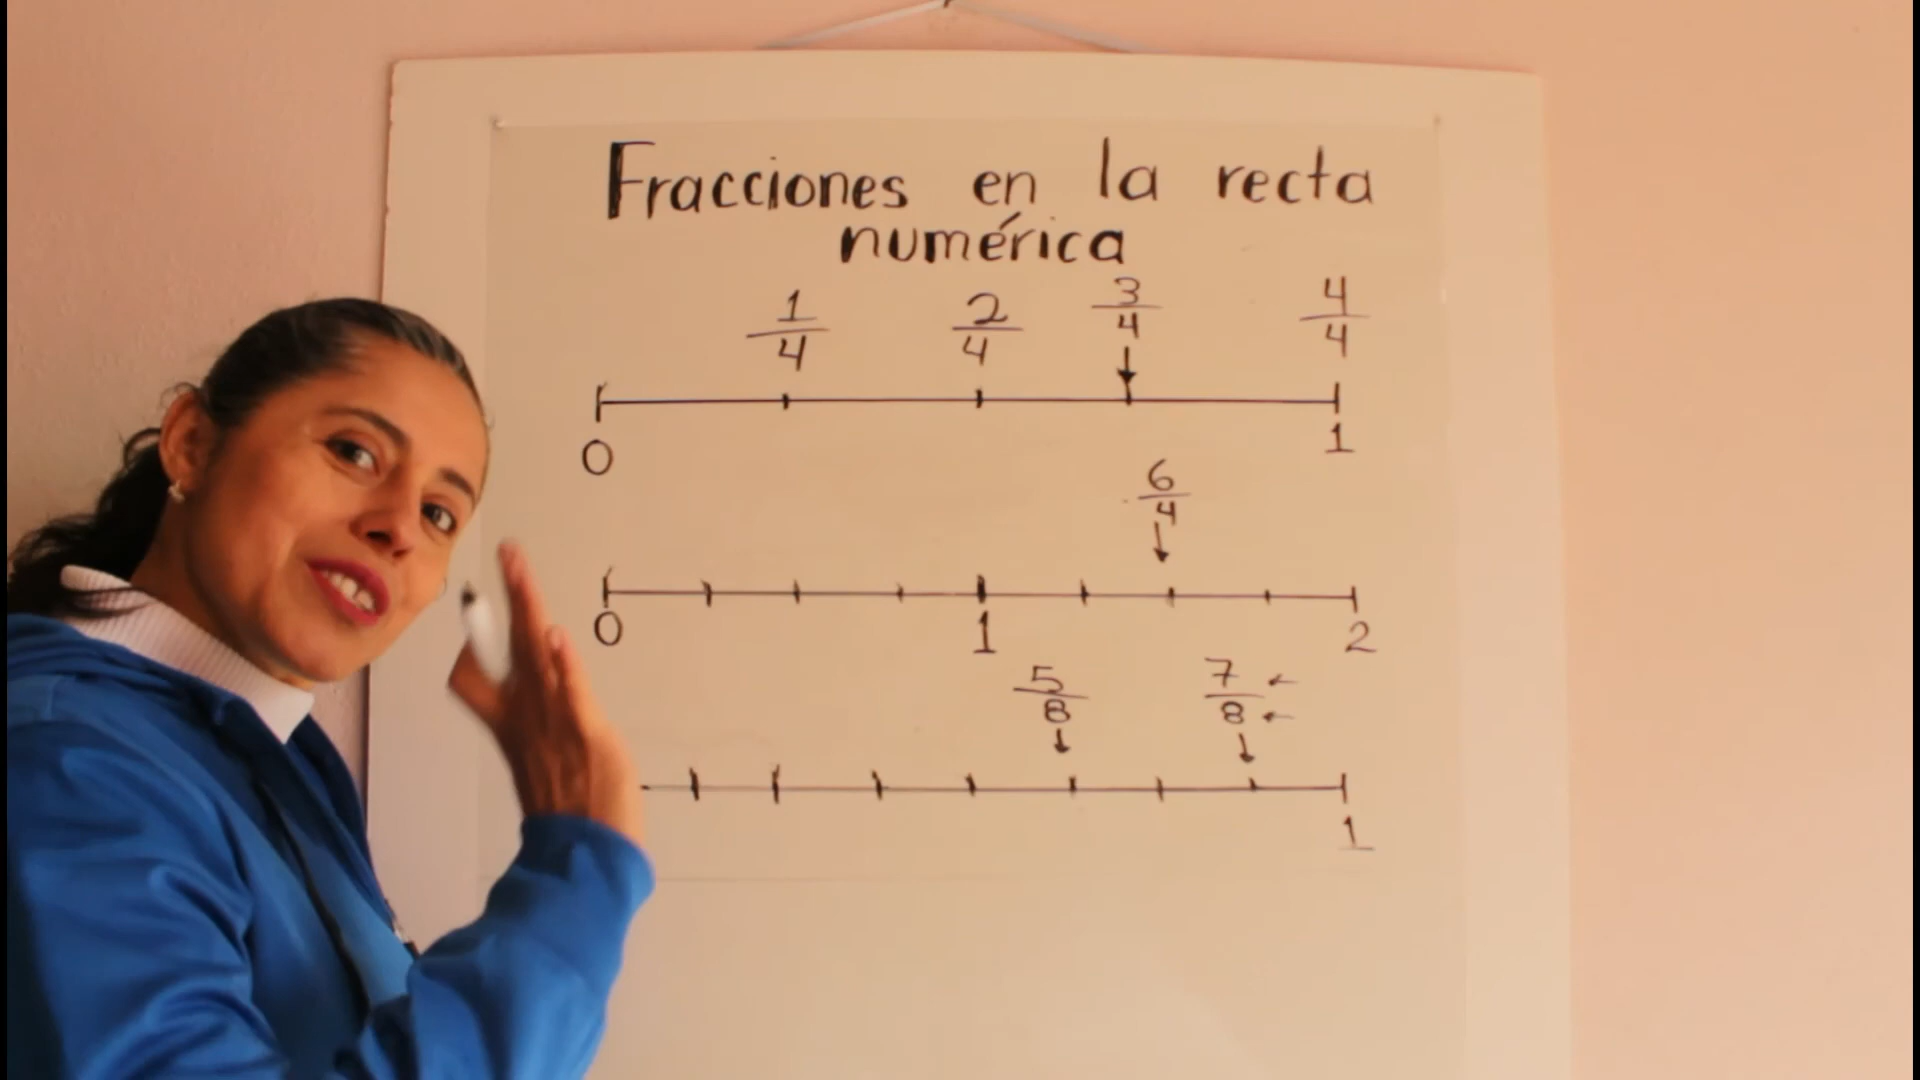 Fracciones en la recta
numérica
1/4 2/4 3/4 4/4
0 1
6/4
0 1 2
5/8 7/8
1